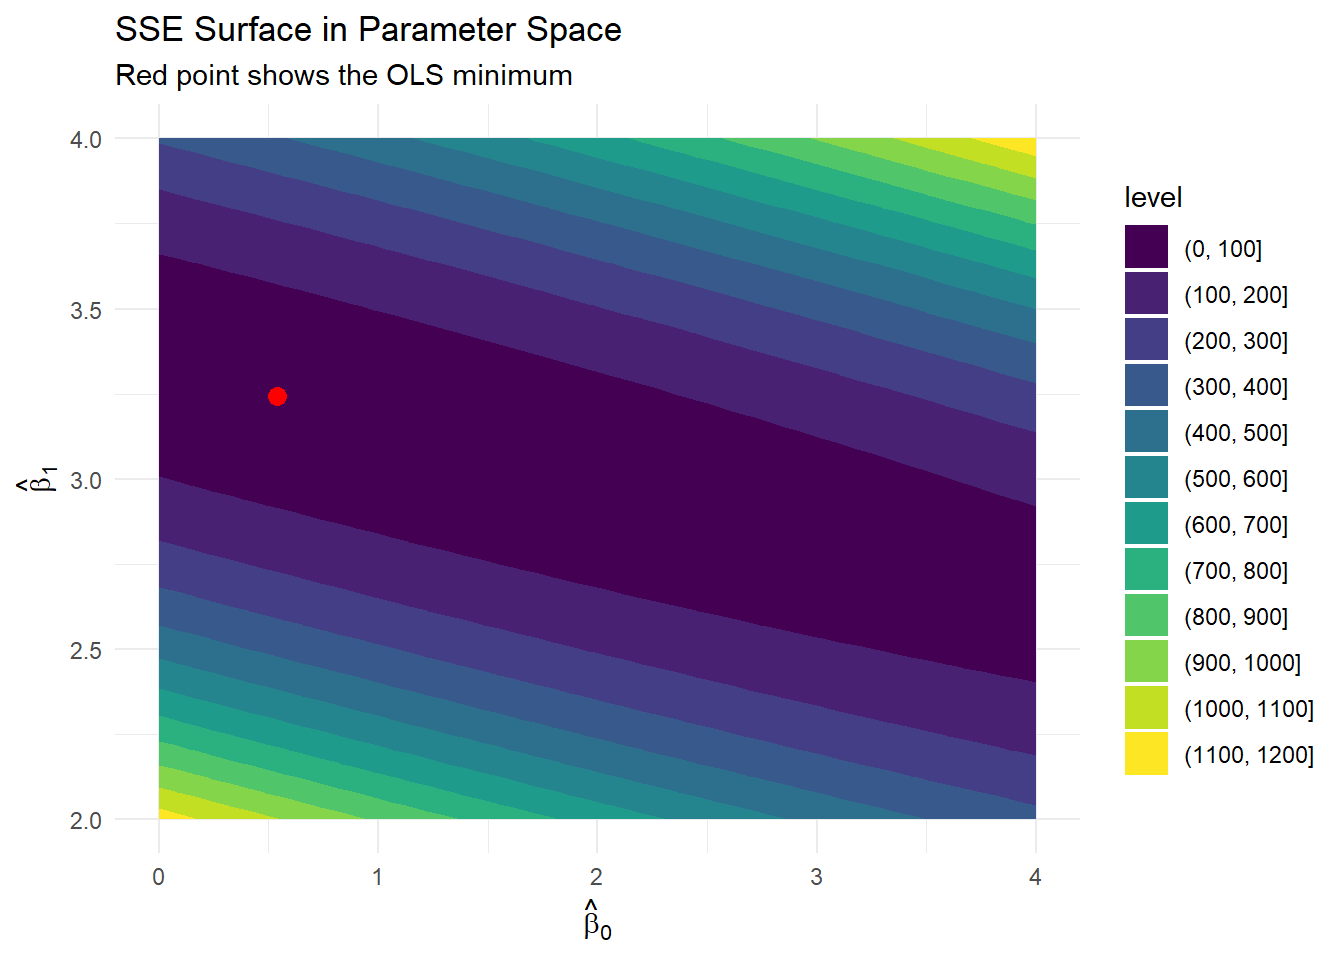 SSE Surface in Parameter Space
Red point shows the OLS minimum
4.0
3.5
3.0
2.5
2.0
β̂₁
0 1 2 3 4
β̂₀
level
(0, 100]
(100, 200]
(200, 300]
(300, 400]
(400, 500]
(500, 600]
(600, 700]
(700, 800]
(800, 900]
(900, 1000]
(1000, 1100]
(1100, 1200]